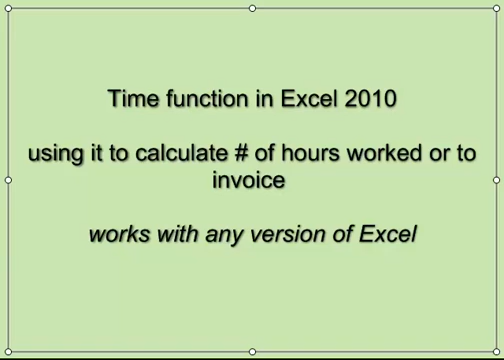 Time function in Excel 2010
using it to calculate # of hours worked or to
invoice
works with any version of Excel